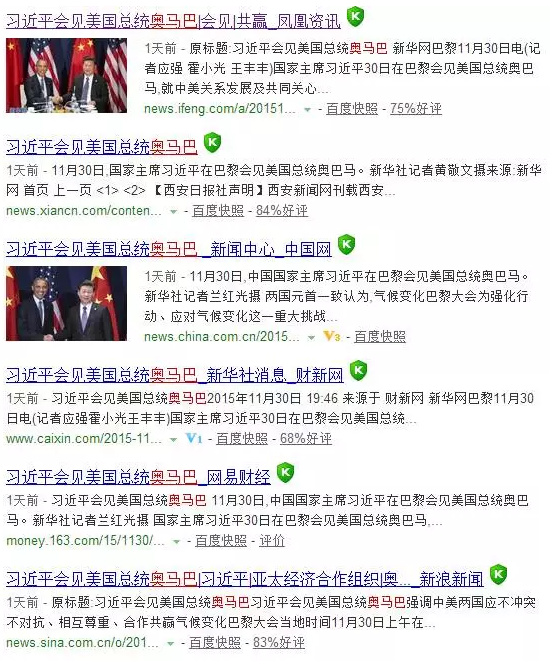 习近平会见美国总统奥马巴|会见|共赢_凤凰资讯 K
1天前 - 原标题:习近平会见美国总统奥马巴 新华网巴黎11月30日电(记
者应强 霍小光 王丰丰)国家主席习近平30日在巴黎会见美国总统奥巴
马,就中美关系发展及共同关心...
news.ifeng.com/a/20151... - 百度快照 - 75%好评
习近平会见美国总统奥马巴 K
1天前 - 11月30日,国家主席习近平在巴黎会见美国总统奥巴马。新华社记者黄敬文摄来源:新华
网 首页 上一页 <1> <2> 【西安日报社声明】西安新闻网刊载西安...
news.xiancn.com/conten... - 百度快照 - 84%好评
习近平会见美国总统奥马巴 _新闻中心_中国网 K
1天前 - 11月30日,中国国家主席习近平在巴黎会见美国总统奥巴马。
新华社记者兰红光摄 两国元首一致认为,气候变化巴黎大会为强化行
动、应对气候变化这一重大挑战...
news.china.com.cn/2015... V3 - 百度快照
习近平会见美国总统奥马巴_新华社消息_财新网 K
1天前 - 习近平会见美国总统奥马巴2015年11月30日 19:46 来源于 财新网 新华网巴黎11月30
日电(记者应强霍小光王丰丰)国家主席习近平30日在巴黎会见美国总统...
www.caixin.com/2015-11... V1 - 百度快照 - 68%好评
习近平会见美国总统奥马巴_网易财经 K
1天前 - 习近平会见美国总统奥马巴 11月30日,中国国家主席习近平在巴黎会见美国总统奥巴
马。新华社记者兰红光摄 国家主席习近平30日在巴黎会见美国总统奥巴马,...
money.163.com/15/1130/... - 百度快照 - 评价
习近平会见美国总统奥马巴|习近平|亚太经济合作组织|奥..._新浪新闻 K
1天前 - 原标题:习近平会见美国总统奥马巴习近平会见美国总统奥马巴强调中美两国应不冲突
不对抗、相互尊重、合作共赢气候变化巴黎大会当地时间11月30日上午在...
news.sina.com.cn/o/201... - 百度快照 - 83%好评